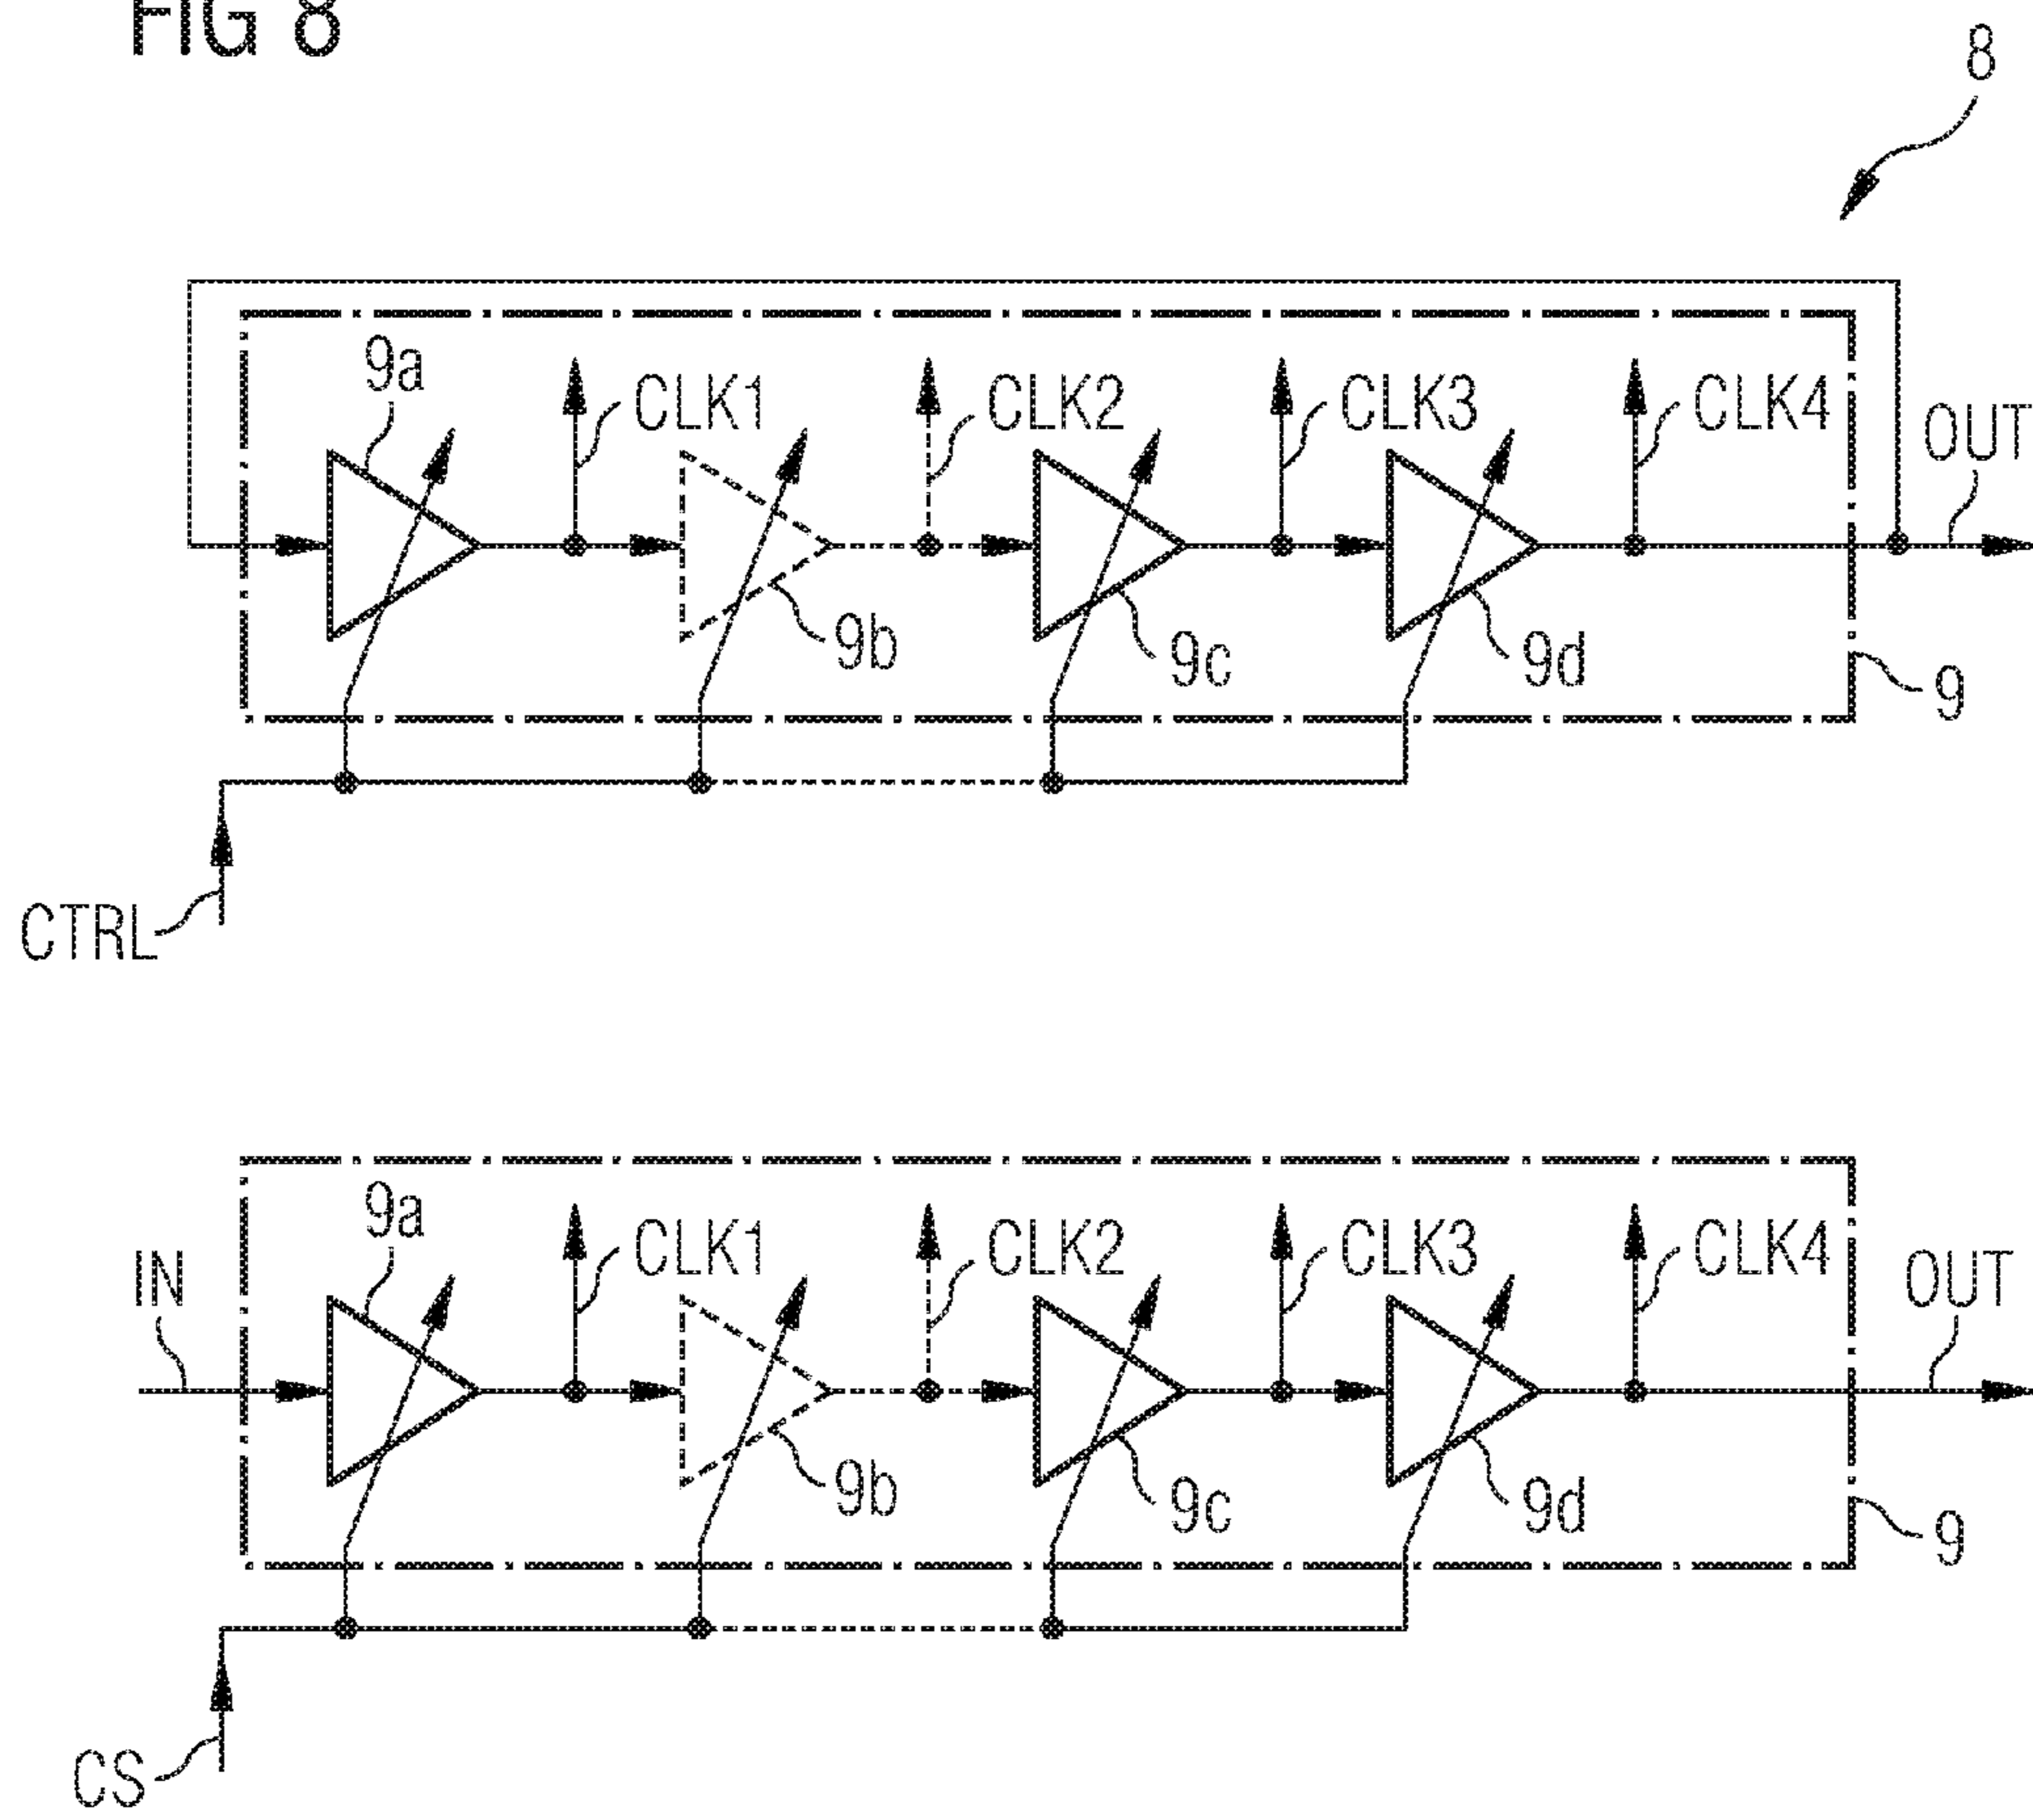 FIG 8
8
9a
CLK1
CLK2
CLK3
CLK4
OUT
9b
9c
9d
9
CTRL
9a
CLK1
CLK2
CLK3
CLK4
IN
OUT
9b
9c
9d
9
CS